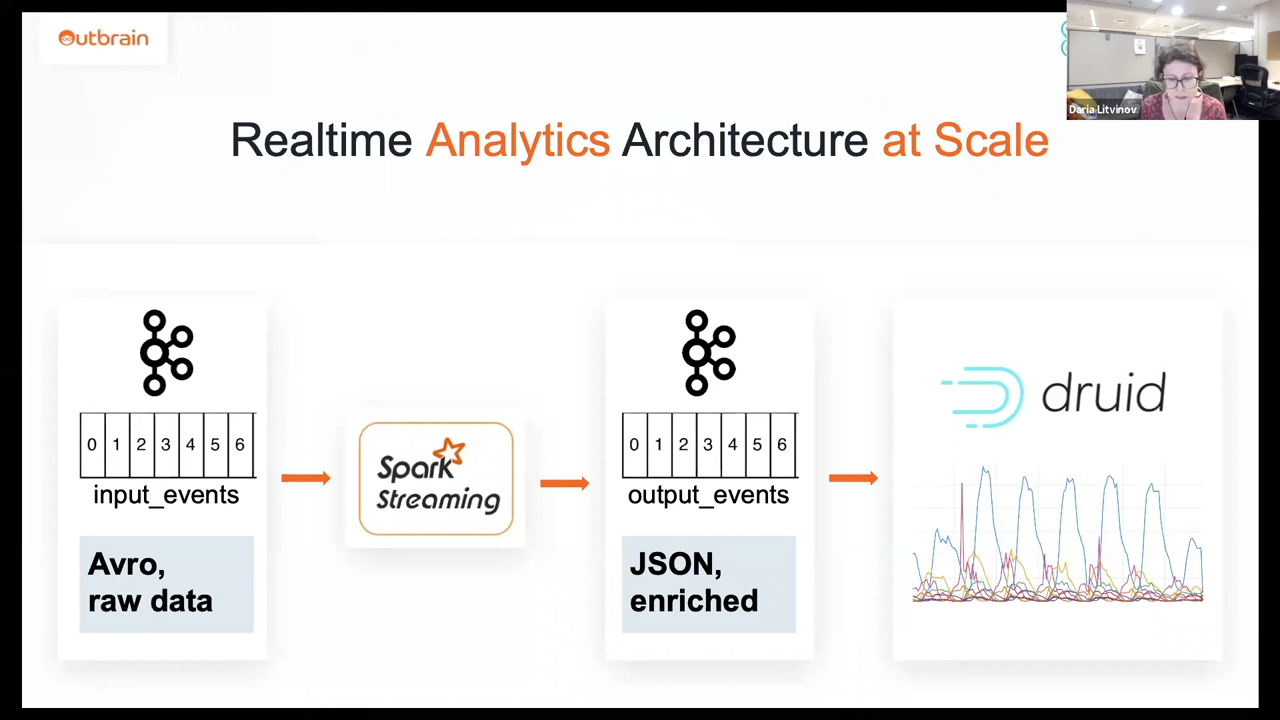 Outbrain
Daria Litvinov
Realtime Analytics Architecture at Scale
0 1 2 3 4 5 6
input_events
Avro,
raw data
Spark
Streaming
0 1 2 3 4 5 6
output_events
JSON,
enriched
druid